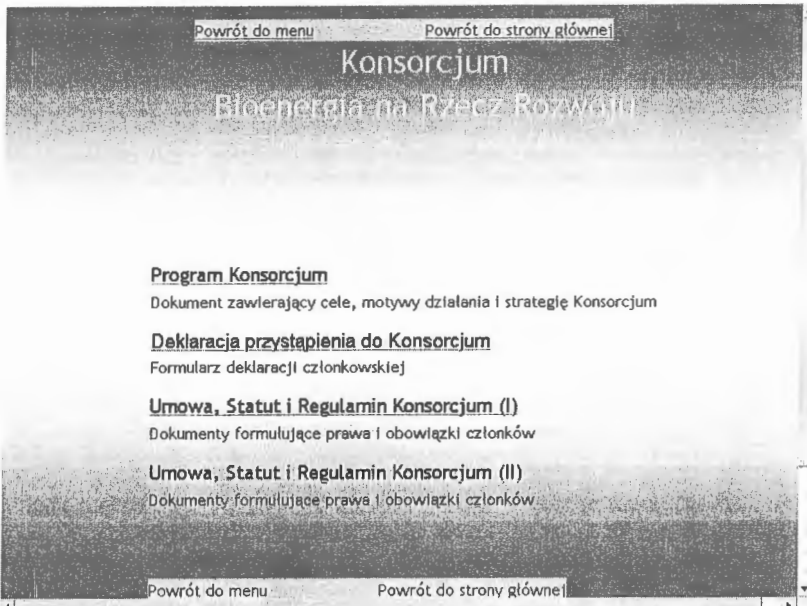 Powrót do menu Powrót do strony głównej
Konsorcjum
Bioenergia na Rzecz Rozwoju
Program Konsorcjum
Dokument zawierający cele, motywy działania i strategię Konsorcjum
Deklaracja przystąpienia do Konsorcjum
Formularz deklaracji członkowskiej
Umowa, Statut i Regulamin Konsorcjum (I)
Dokumenty formułujące prawa i obowiązki członków
Umowa, Statut i Regulamin Konsorcjum (II)
Dokumenty formułujące prawa i obowiązki członków
Powrót do menu Powrót do strony głównej